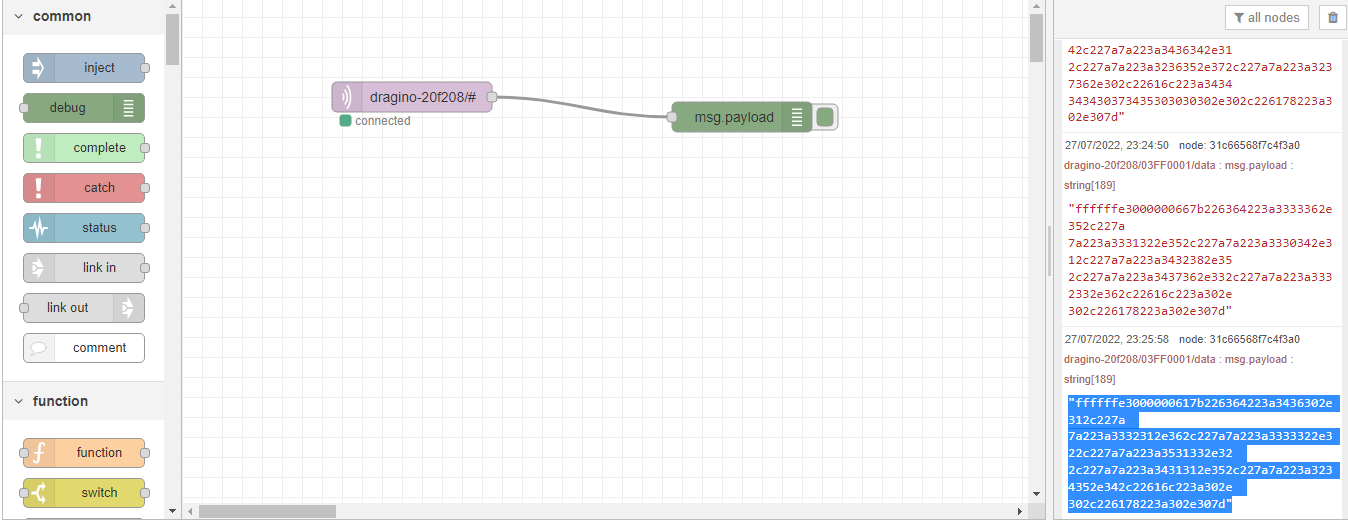 common
inject
debug
complete
catch
status
link in
link out
comment
function
function
switch
dragino-20f208/#
connected
msg.payload
all nodes
42c227a7a223a3436342e31
2c227a7a223a3236352e372c227a7a223a323
7362e302c22616c223a3434
343430373435303030302e302c226178223a3
02e307d"
27/07/2022, 23:24:50 node: 31c66568f7c4f3a0
dragino-20f208/03FF0001/data : msg.payload :
string[189]
"ffffffe3000000667b226364223a3333362e
352c227a
7a223a3331322e352c227a7a223a3330342e3
12c227a7a223a3432382e35
2c227a7a223a3437362e332c227a7a223a333
2332e362c22616c223a302e
302c226178223a302e307d"
27/07/2022, 23:25:58 node: 31c66568f7c4f3a0
dragino-20f208/03FF0001/data : msg.payload :
string[189]
"ffffffe3000000617b226364223a3436302e
312c227a
7a223a3332312e362c227a7a223a3333322e3
22c227a7a223a3531332e32
2c227a7a223a3431312e352c227a7a223a323
4352e342c22616c223a302e
302c226178223a302e307d"